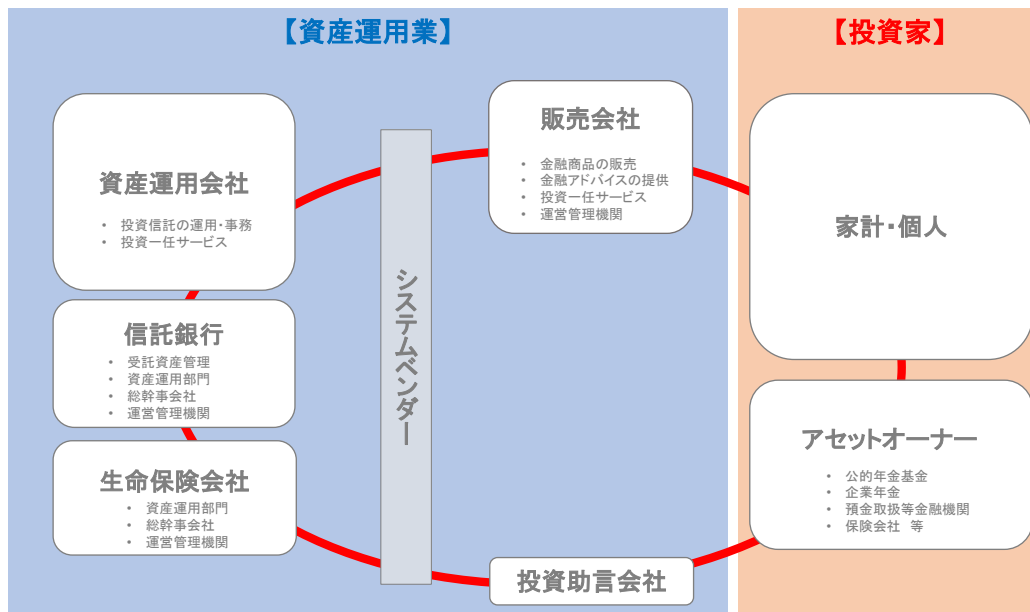 【資産運用業】
【投資家】
資産運用会社
• 投資信託の運用・事務
• 投資一任サービス
信託銀行
• 受託資産管理
• 資産運用部門
• 総幹事会社
• 運営管理機関
生命保険会社
• 資産運用部門
• 総幹事会社
• 運営管理機関
システムベンダー
販売会社
• 金融商品の販売
• 金融アドバイスの提供
• 投資一任サービス
• 運営管理機関
投資助言会社
家計・個人
アセットオーナー
• 公的年金基金
• 企業年金
• 預金取扱等金融機関
• 保険会社 等